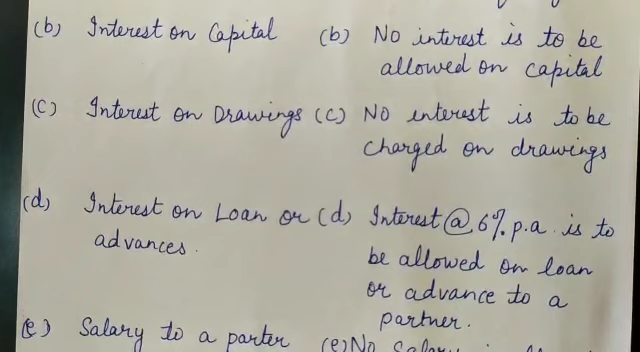 (b) Interest on Capital (b) No interest is to be
allowed on capital
(C) Interest on Drawings (c) No interest is to be
charged on drawings
(d) Interest on Loan or (d) Interest @ 6% p.a. is to
advances.
be allowed on loan
or advance to a
partner.
(e) Salary to a parter (e) No Salary